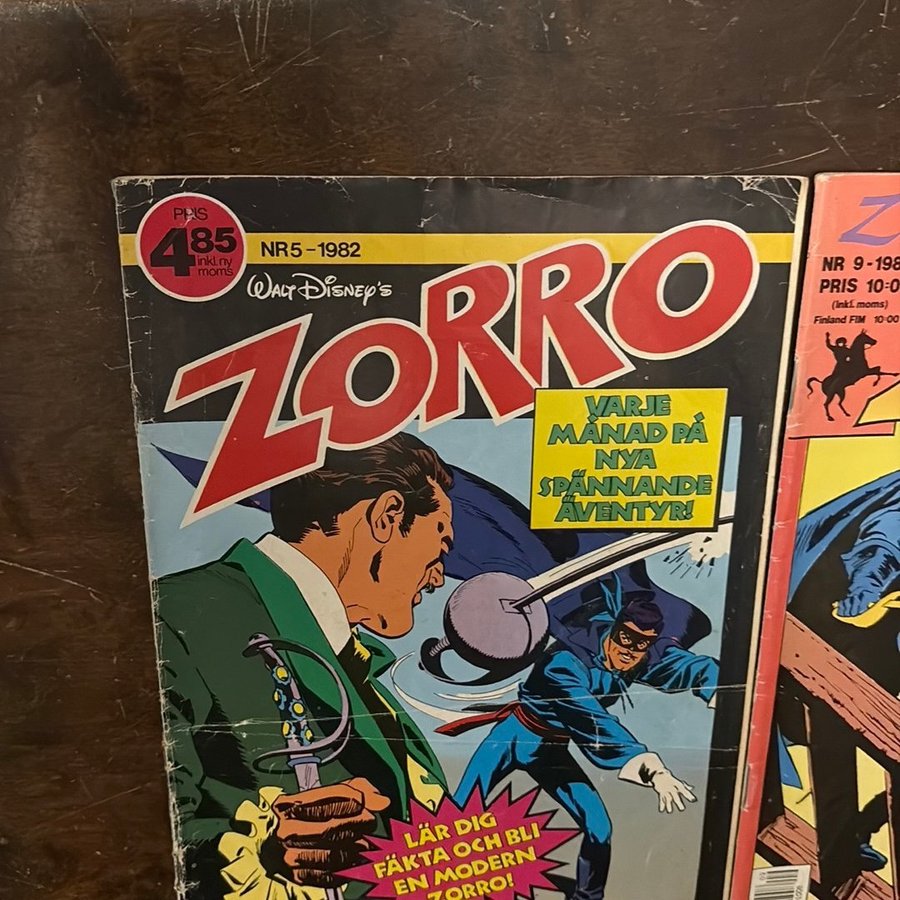 PRIS
4 85
inkl. ny
moms
NR 5 - 1982
WALT DISNEY'S
ZORRO
VARJE
MÅNAD PÅ
NYA
SPÄNNANDE
ÄVENTYR!
LÄR DIG
FÄKTA OCH BLI
EN MODERN
ZORRO!
Z
NR 9 - 198
PRIS 10:0
(Inkl. moms)
Finland FIM 10:00